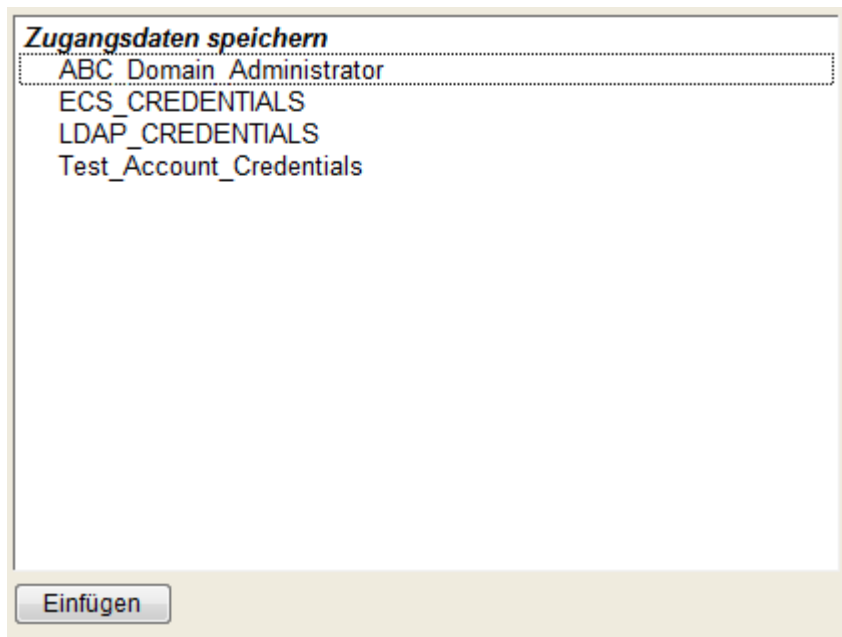 Zugangsdaten speichern
ABC_Domain_Administrator
ECS_CREDENTIALS
LDAP_CREDENTIALS
Test_Account_Credentials
Einfügen